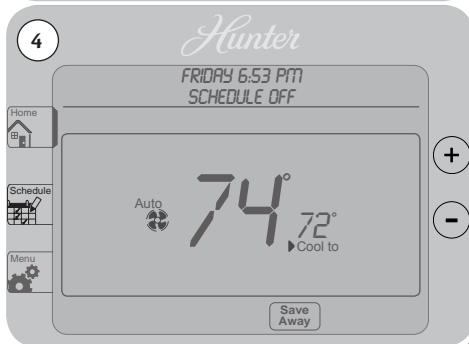 4
Hunter
FRIDAY 6:53 PM
SCHEDULE OFF
Home
Schedule
Menu
Auto
74°
72°
Cool to
+
-
Save
Away